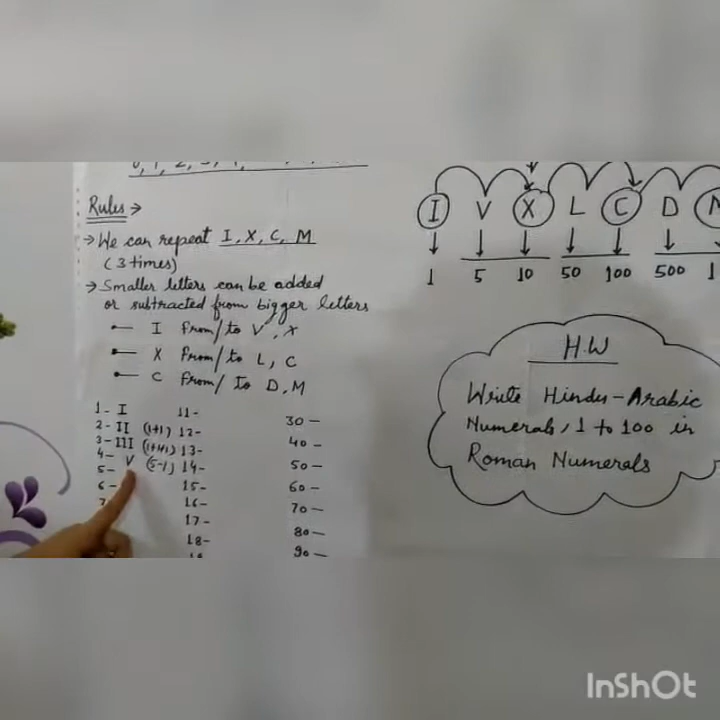 Rules →
→ We can repeat I, X, C, M
(3 times)
→ Smaller letters can be added
or subtracted from bigger letters
I from/to V, X
X from/to L, C
C from/to D, M
1- I
2- II (1+1)
3- III (1+1+1)
4- V (5-1)
5-
6-
11-
12-
13-
14-
15-
16-
17-
18-
30 —
40 —
50 —
60 —
70 —
80 —
90 —
I V X L C D
1 5 10 50 100 500
H.W
Write Hindu-Arabic
Numerals, 1 to 100 in
Roman Numerals
InShOt